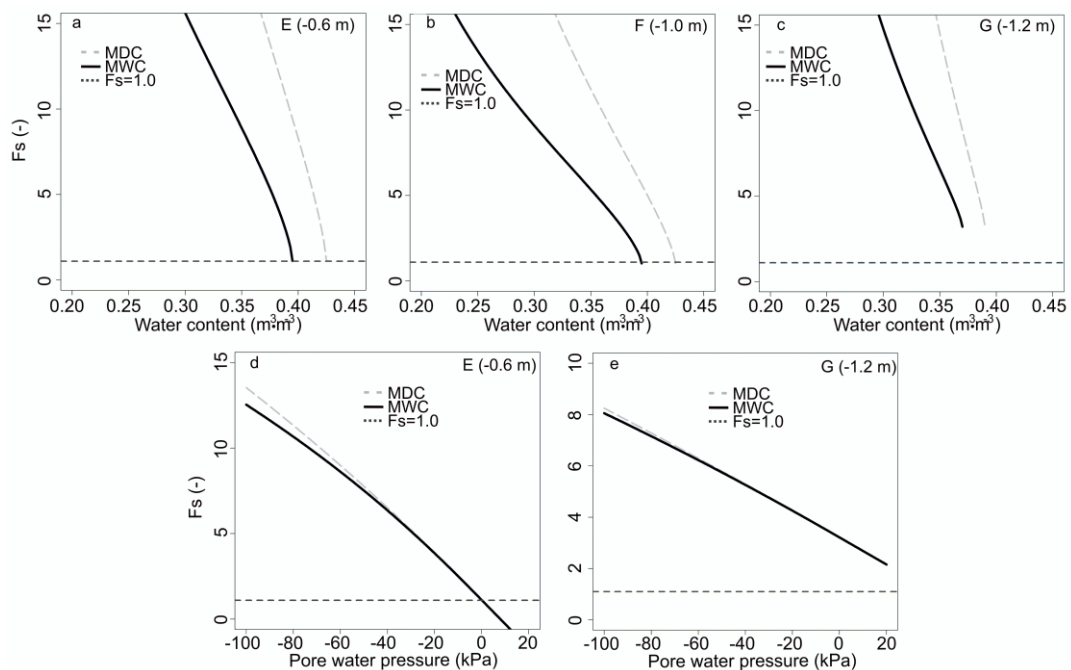 a
E (-0.6 m)
MDC
MWC
Fs=1.0
Fs (-)
15
10
5
0
0.20 0.25 0.30 0.35 0.40 0.45
Water content (m³·m³)
b
F (-1.0 m)
MDC
MWC
Fs=1.0
15
10
5
0
0.20 0.25 0.30 0.35 0.40 0.45
Water content (m³·m³)
c
G (-1.2 m)
MDC
MWC
Fs=1.0
15
10
5
0
0.20 0.25 0.30 0.35 0.40 0.45
Water content (m³·m³)
d
E (-0.6 m)
MDC
MWC
Fs=1.0
Fs (-)
15
10
5
0
-100 -80 -60 -40 -20 0 20
Pore water pressure (kPa)
e
G (-1.2 m)
MDC
MWC
Fs=1.0
10
8
6
4
2
0
-100 -80 -60 -40 -20 0 20
Pore water pressure (kPa)